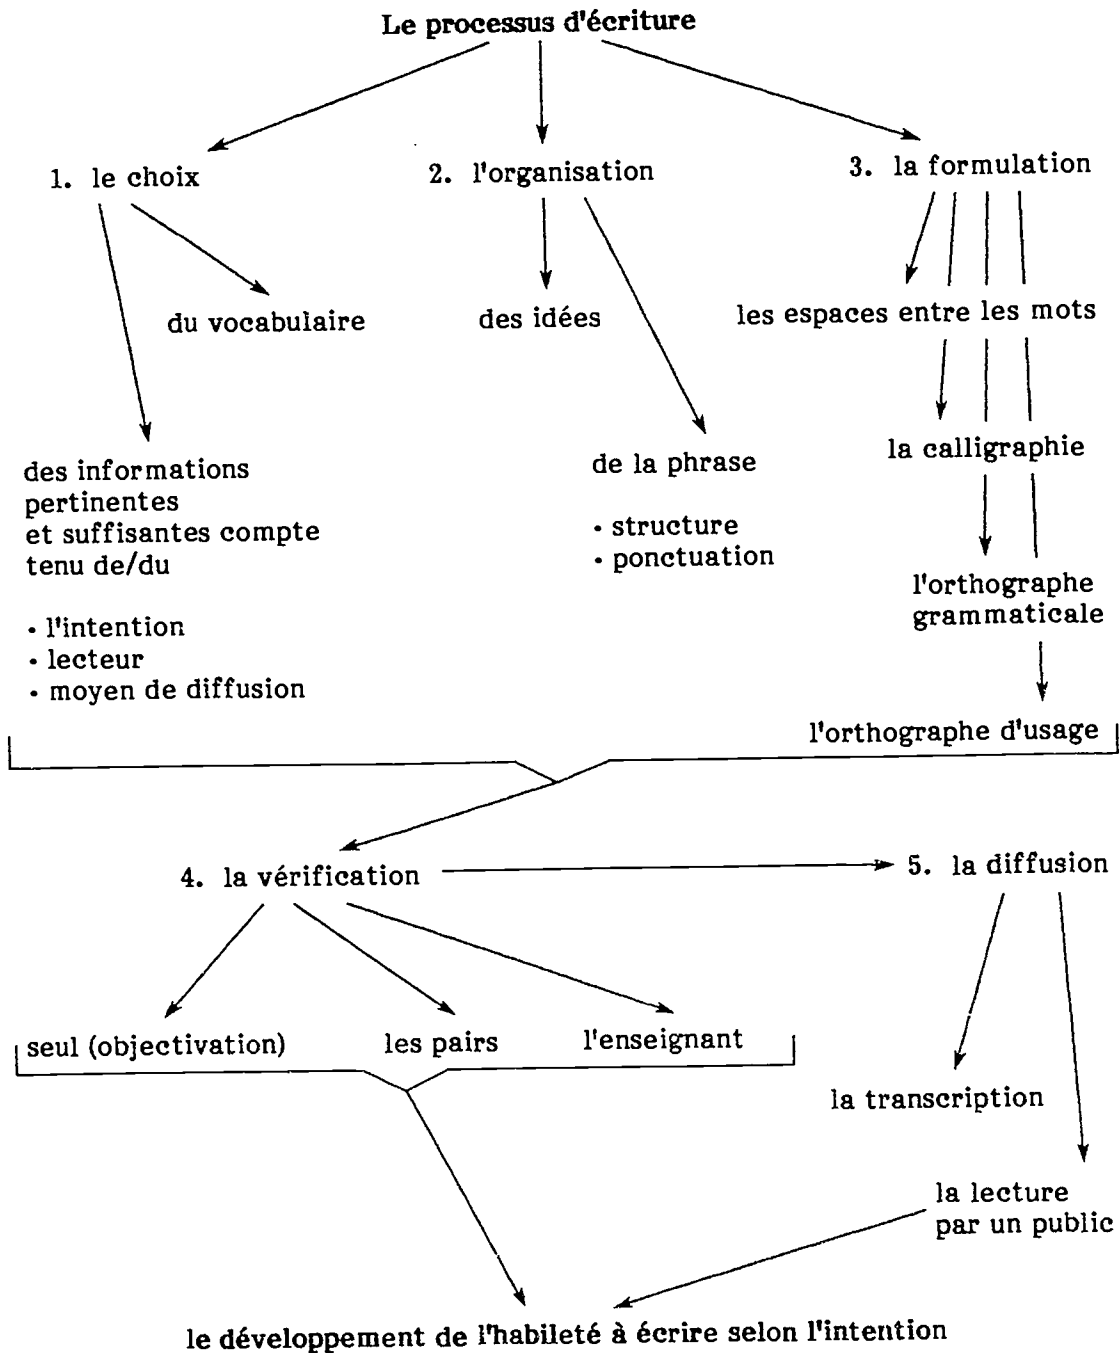 Le processus d'écriture
1. le choix
2. l'organisation
3. la formulation
du vocabulaire
des idées
les espaces entre les mots
des informations
pertinentes
et suffisantes compte
tenu de/du
• l'intention
• lecteur
• moyen de diffusion
de la phrase
• structure
• ponctuation
la calligraphie
l'orthographe
grammaticale
l'orthographe d'usage
4. la vérification
5. la diffusion
seul (objectivation)
les pairs
l'enseignant
la transcription
la lecture
par un public
le développement de l'habileté à écrire selon l'intention